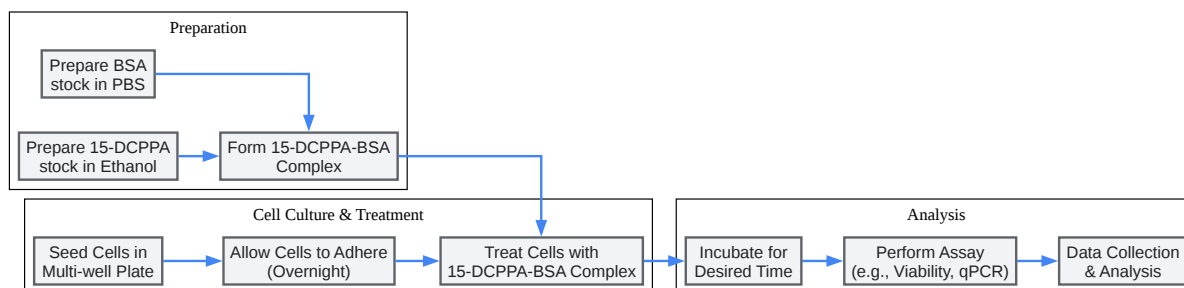 Preparation
Prepare BSA
stock in PBS
Prepare 15-DCPPA
stock in Ethanol
Form 15-DCPPA-BSA
Complex
Cell Culture & Treatment
Seed Cells in
Multi-well Plate
Allow Cells to Adhere
(Overnight)
Treat Cells with
15-DCPPA-BSA Complex
Analysis
Incubate for
Desired Time
Perform Assay
(e.g., Viability, qPCR)
Data Collection
& Analysis